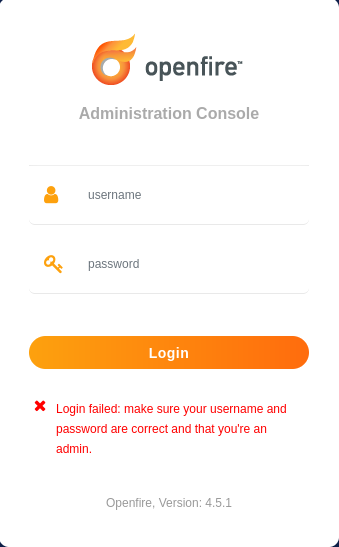 openfire™
Administration Console
username
password
Login
Login failed: make sure your username and
password are correct and that you're an
admin.
Openfire, Version: 4.5.1